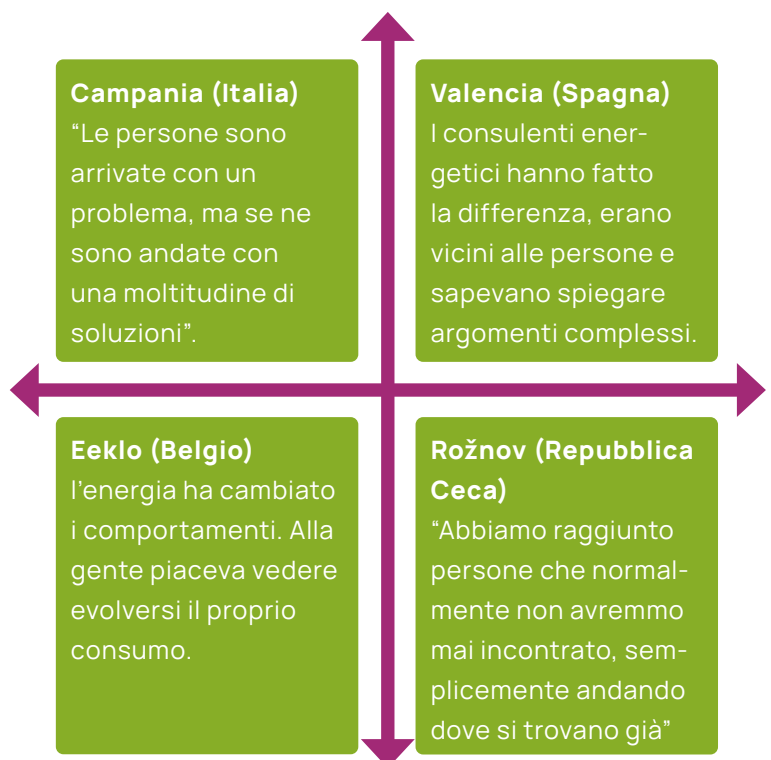 Campania (Italia)
“Le persone sono
arrivate con un
problema, ma se ne
sono andate con
una moltitudine di
soluzioni”.
Valencia (Spagna)
I consulenti ener-
getici hanno fatto
la differenza, erano
vicini alle persone e
sapevano spiegare
argomenti complessi.
Eeklo (Belgio)
l’energia ha cambiato
i comportamenti. Alla
gente piaceva vedere
evolversi il proprio
consumo.
Rožnov (Repubblica
Ceca)
“Abbiamo raggiunto
persone che normal-
mente non avremmo
mai incontrato, sem-
plicemente andando
dove si trovano già”